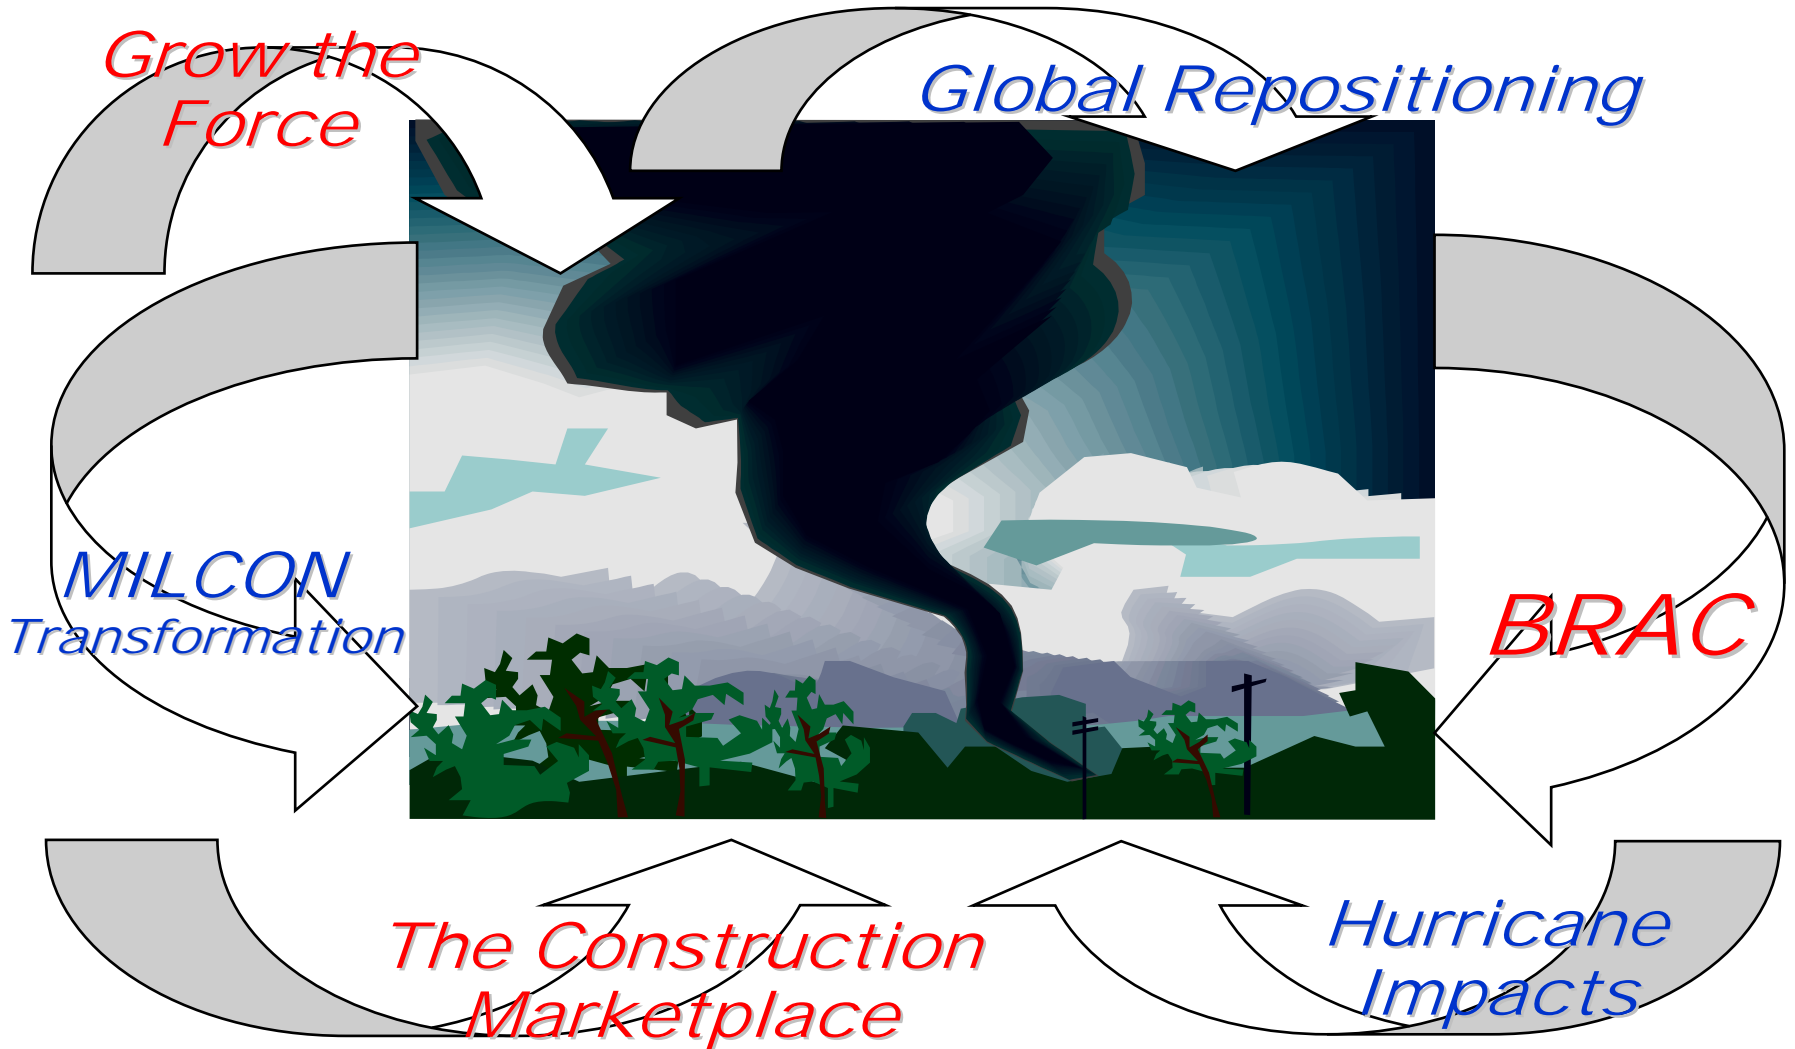 Grow the
Force
Global Repositioning
MILCON
Transformation
BRAC
The Construction
Marketplace
Hurricane
Impacts